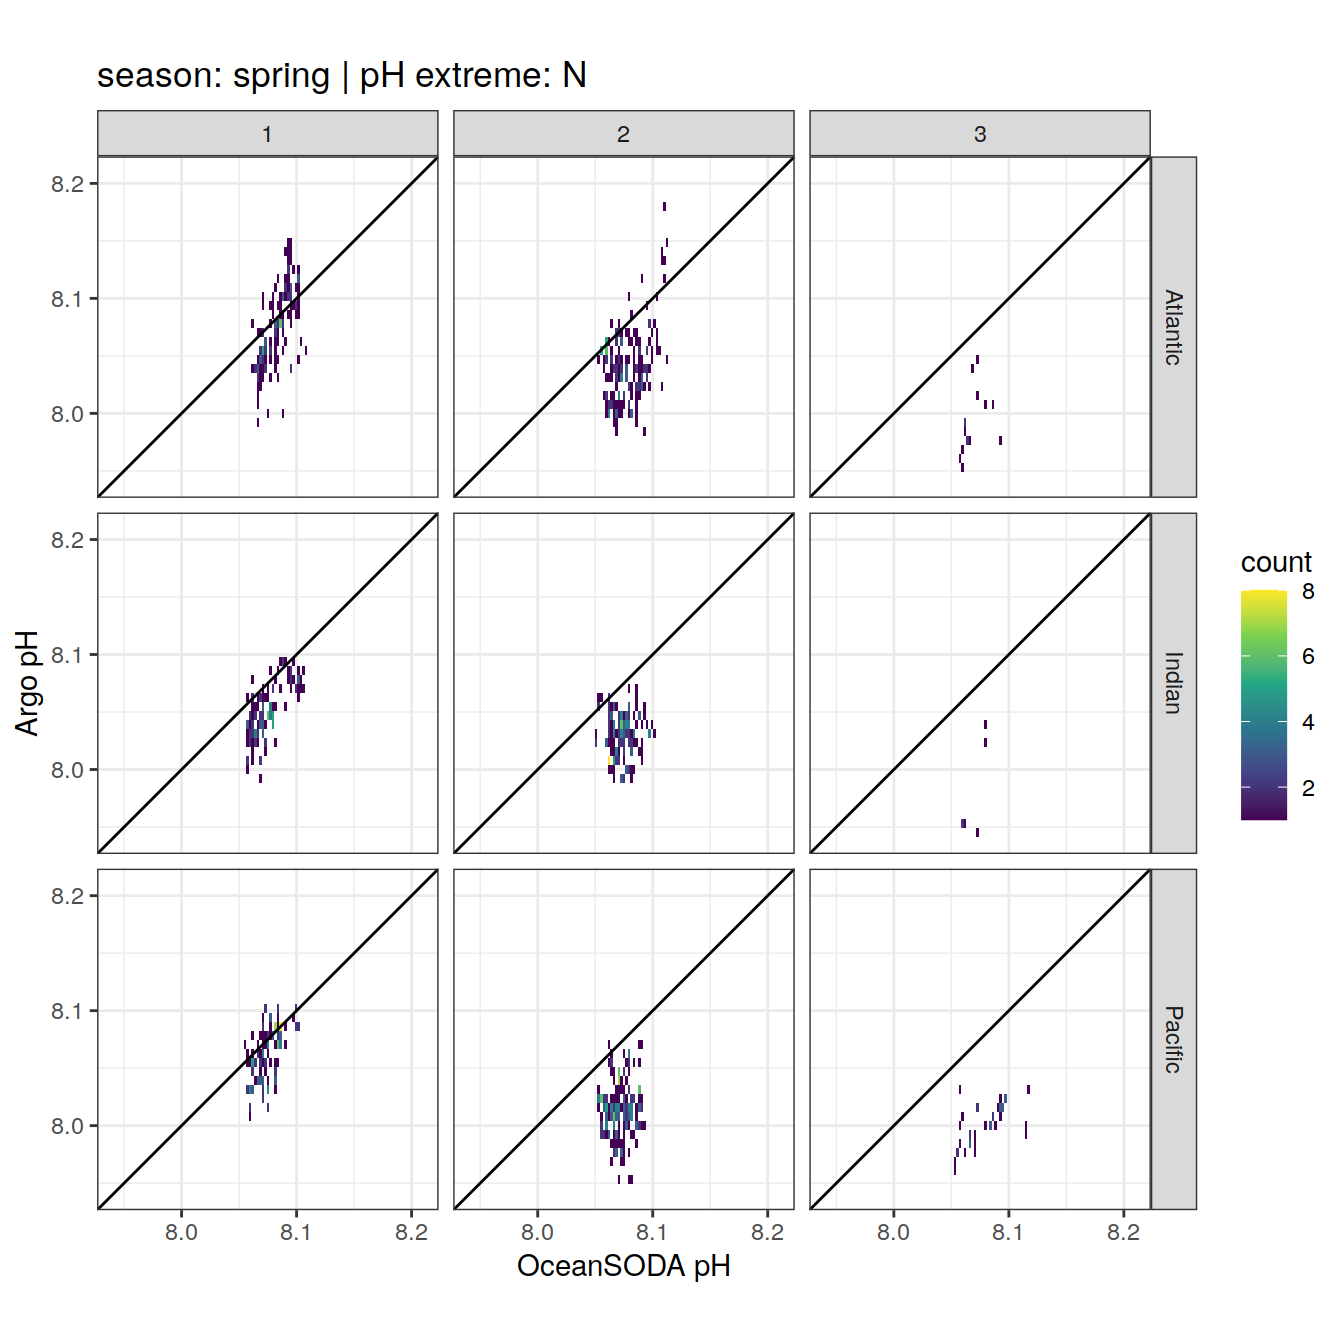 season: spring | pH extreme: N
1 2 3
8.2
8.1
8.0
Atlantic
8.2
8.1
8.0
Indian
8.2
8.1
8.0
Pacific
Argo pH
8.0 8.1 8.2 8.0 8.1 8.2 8.0 8.1 8.2
OceanSODA pH
count
8
6
4
2